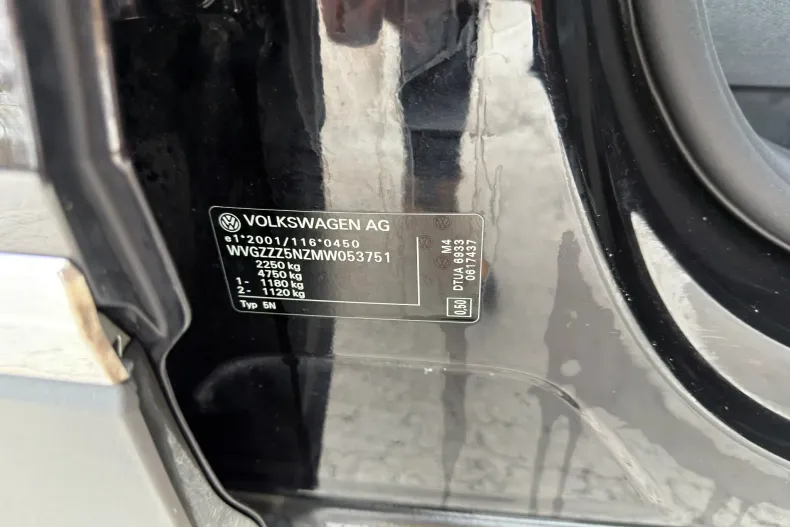 VOLKSWAGEN AG
e1*2001/116*0450
WVGZZZ5NZMW053751
2250 kg
4750 kg
1- 1180 kg
2- 1120 kg
Typ 5N
M4
DTUA 6933
0617437
0.50